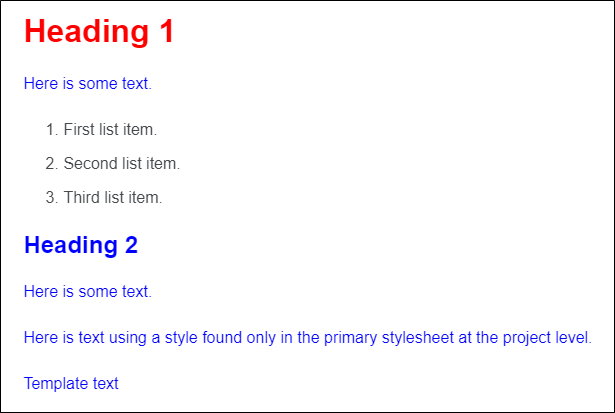 Heading 1
Here is some text.
1. First list item.
2. Second list item.
3. Third list item.
Heading 2
Here is some text.
Here is text using a style found only in the primary stylesheet at the project level.
Template text